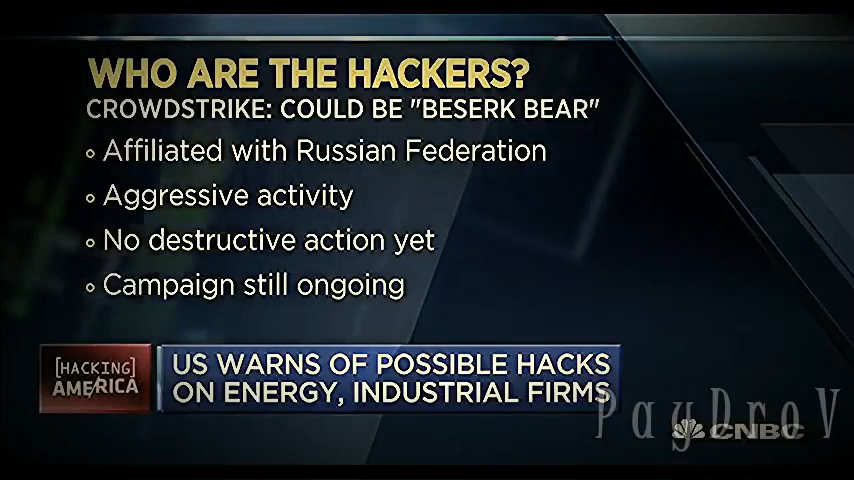 WHO ARE THE HACKERS?
CROWDSTRIKE: COULD BE "BESERK BEAR"
Affiliated with Russian Federation
Aggressive activity
No destructive action yet
Campaign still ongoing
[HACKING]
AMERICA
US WARNS OF POSSIBLE HACKS
ON ENERGY, INDUSTRIAL FIRMS
PayDroV
CNBC